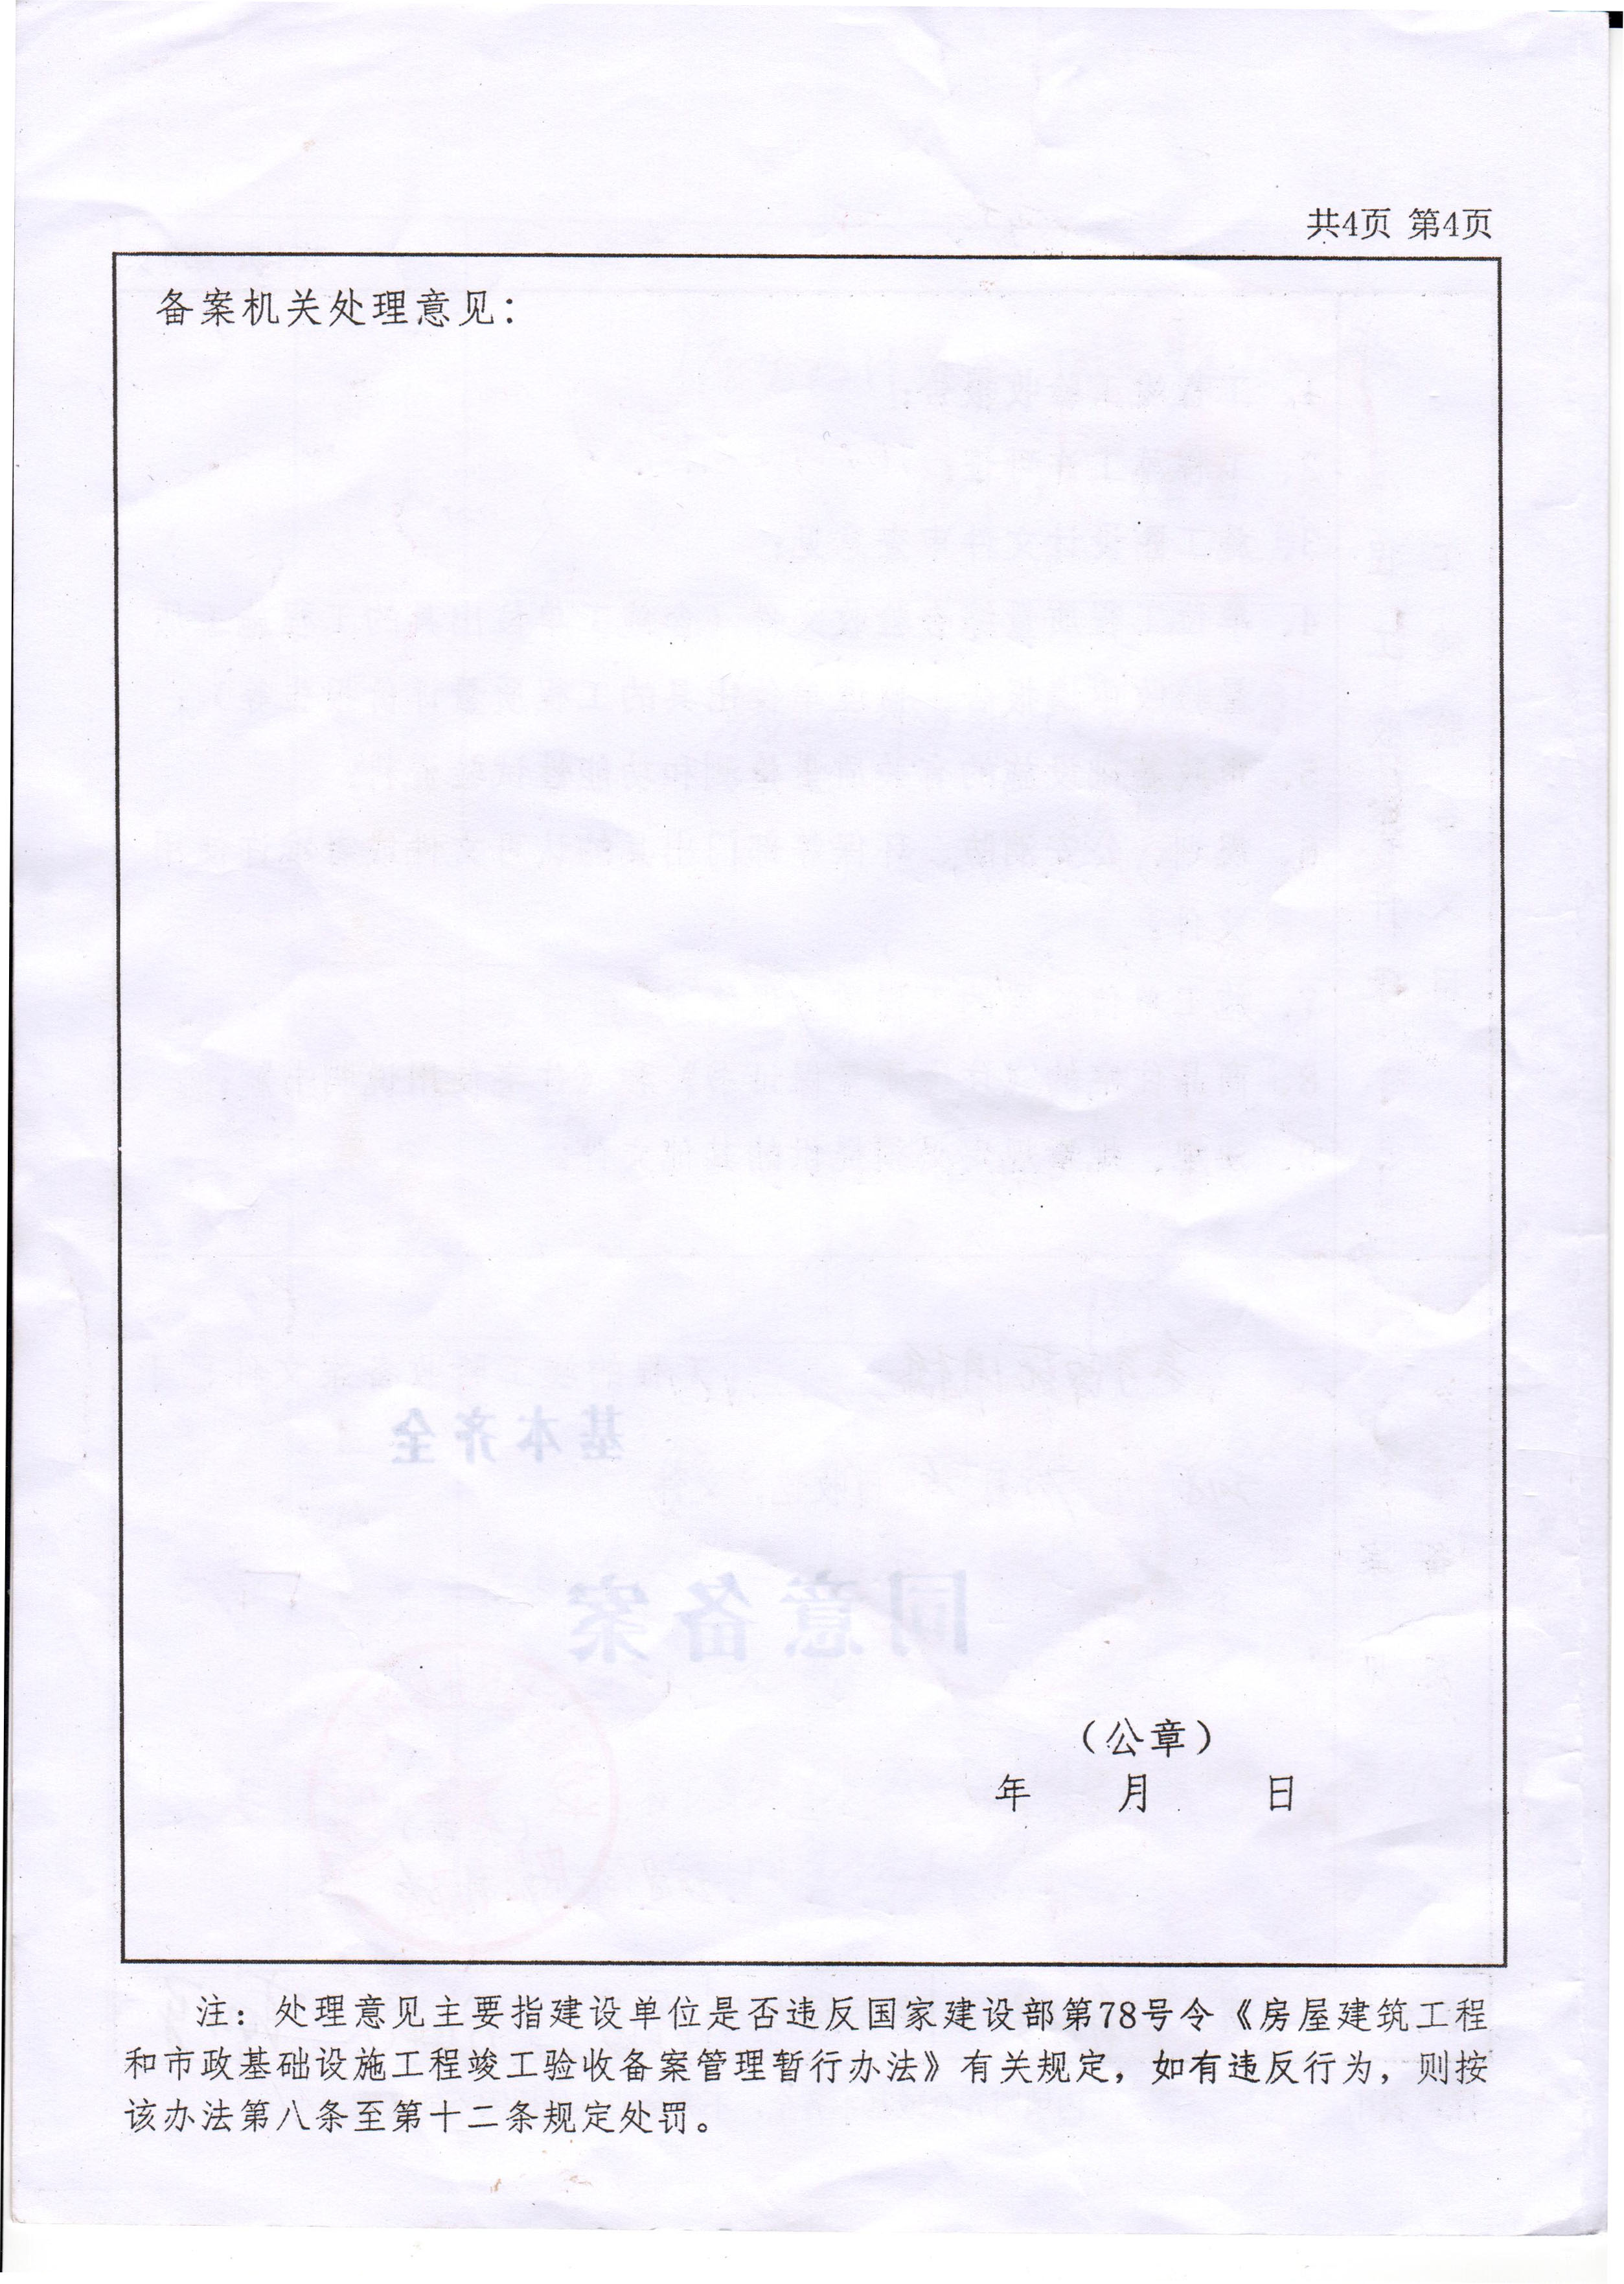 共4页 第4页
备案机关处理意见：
基本齐全
同意备案
（公章）
年 月 日
注：处理意见主要指建设单位是否违反国家建设部第78号令《房屋建筑工程
和市政基础设施工程竣工验收备案管理暂行办法》有关规定，如有违反行为，则按
该办法第八条至第十二条规定处罚。